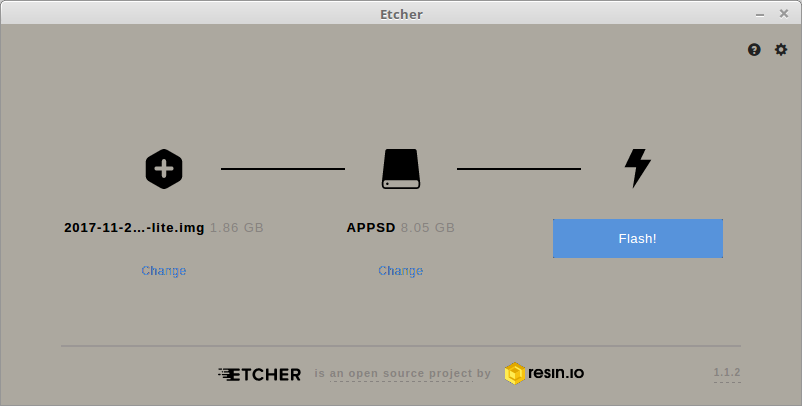 Etcher
2017-11-2...-lite.img 1.86 GB
APPSD 8.05 GB
Flash!
Change
Change
ETCHER is an open source project by resin.io
1.1.2